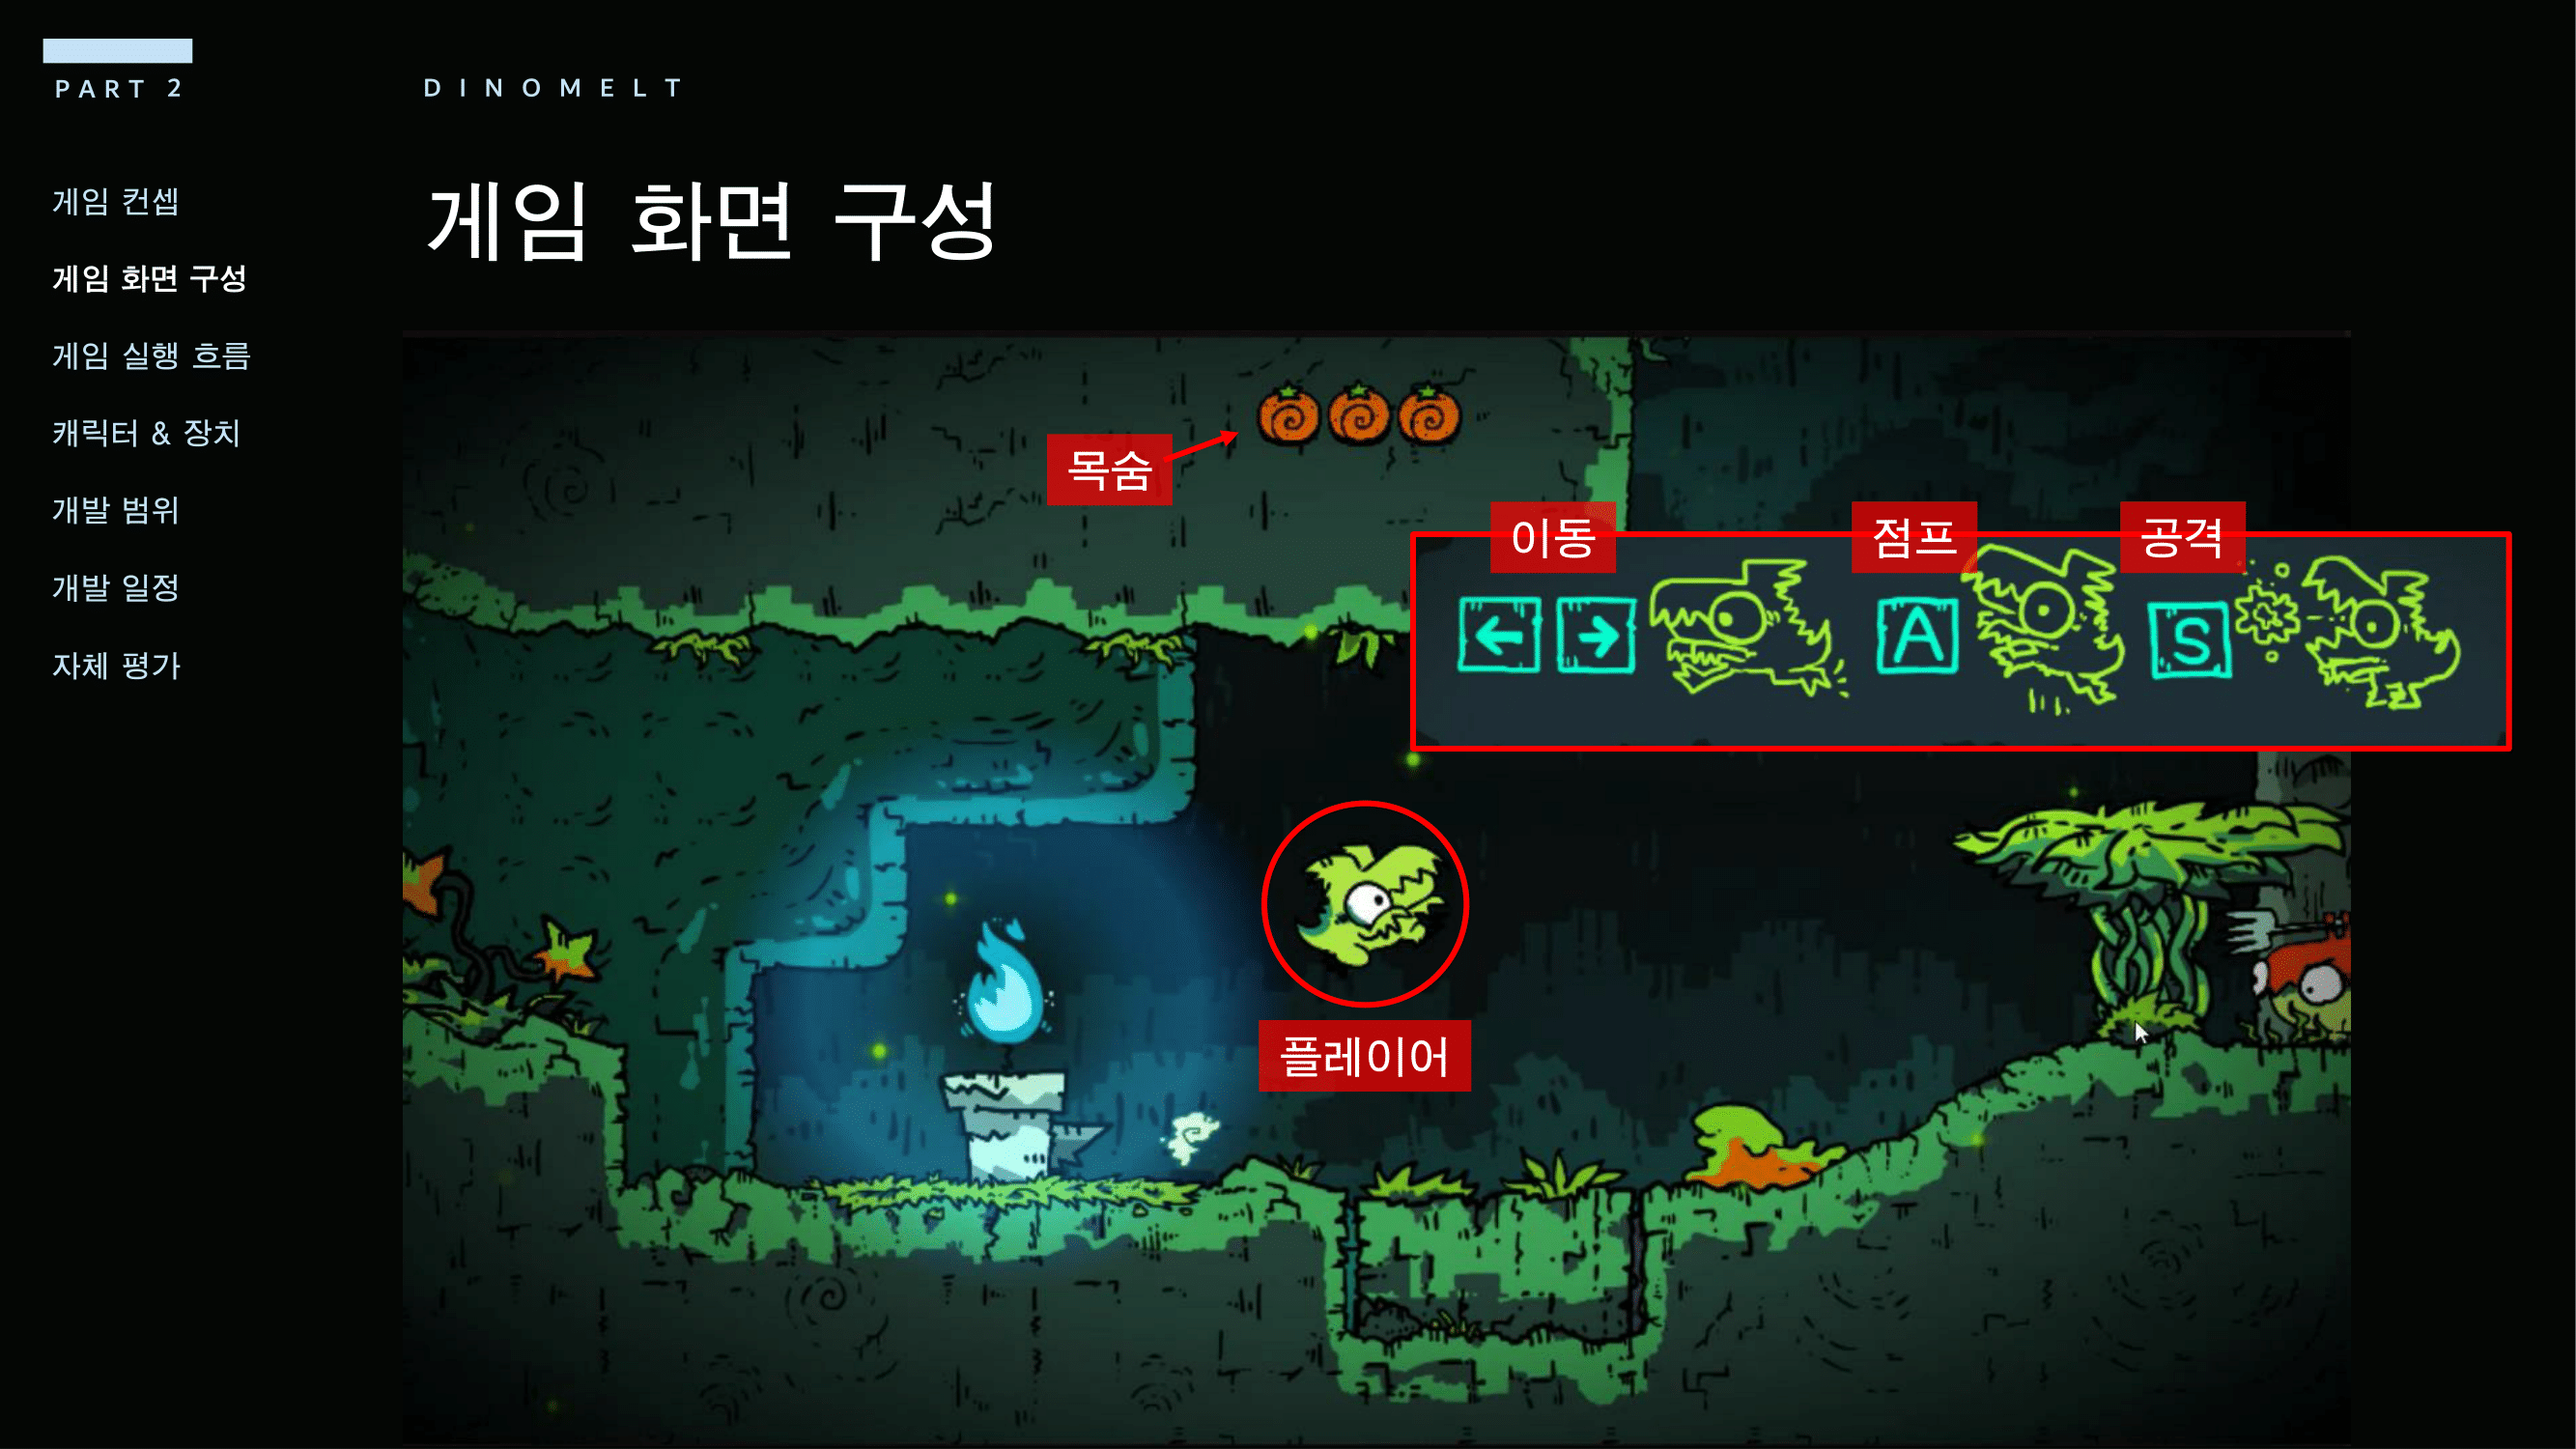 PART 2
DINOMELT
게임 컨셉
게임 화면 구성
게임 실행 흐름
캐릭터 & 장치
개발 범위
개발 일정
자체 평가
게임 화면 구성
목숨
이동
점프
공격
A
S
플레이어